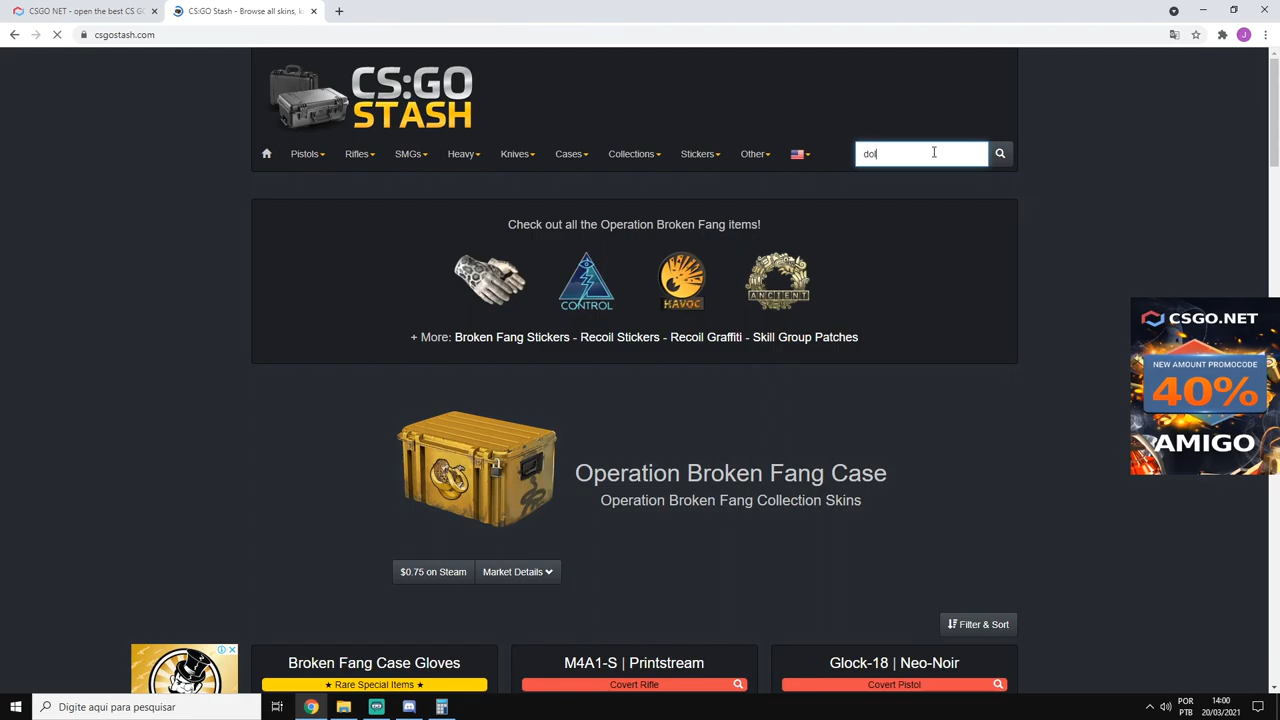 CSGO NET - open the best CS GO
CS:GO Stash - Browse all skins, k
csgostash.com
J
CS:GO
STASH
Pistols
Rifles
SMGs
Heavy
Knives
Cases
Collections
Stickers
Other
dol
Check out all the Operation Broken Fang items!
CONTROL
HAVOC
ANCIENT
+ More: Broken Fang Stickers - Recoil Stickers - Recoil Graffiti - Skill Group Patches
CSGO.NET
NEW AMOUNT PROMOCODE
40%
AMIGO
Operation Broken Fang Case
Operation Broken Fang Collection Skins
$0.75 on Steam
Market Details
Filter & Sort
Broken Fang Case Gloves
★ Rare Special Items ★
M4A1-S | Printstream
Covert Rifle
Glock-18 | Neo-Noir
Covert Pistol
Digite aqui para pesquisar
POR
PTB
14:00
20/03/2021